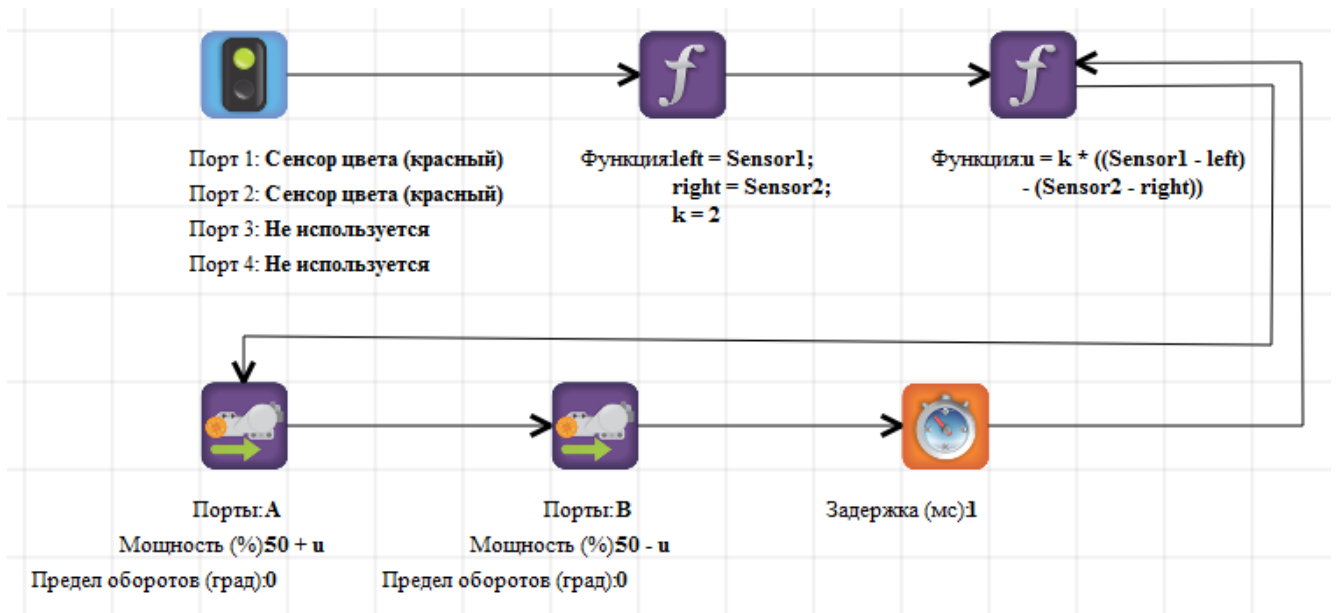 Порт 1: Сенсор цвета (красный)
Порт 2: Сенсор цвета (красный)
Порт 3: Не используется
Порт 4: Не используется
Функция:left = Sensor1;
right = Sensor2;
k = 2
Функция:u = k * ((Sensor1 - left)
- (Sensor2 - right))
Порты:A
Мощность (%)50 + u
Предел оборотов (град):0
Порты:B
Мощность (%)50 - u
Предел оборотов (град):0
Задержка (мс)1